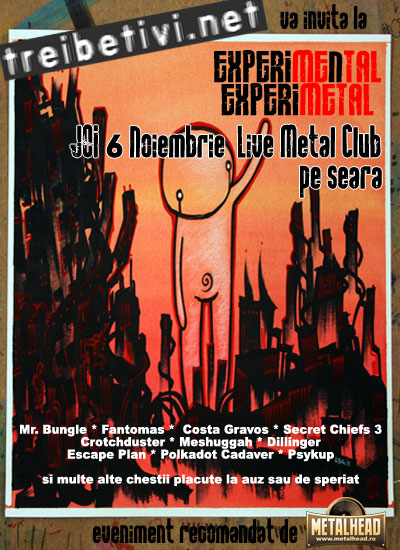 treibetivi.net
va invita la
EXPERIMENTAL
EXPERIMETAL
JOI 6 Noiembrie Live Metal Club
pe seara
Mr. Bungle * Fantomas * Costa Gravos * Secret Chiefs 3
Crotchduster * Meshuggah * Dillinger
Escape Plan * Polkadot Cadaver * Psykup
si multe alte chestii placute la auz sau de speriat
eveniment recomandat de
METALHEAD
www.metalhead.ro